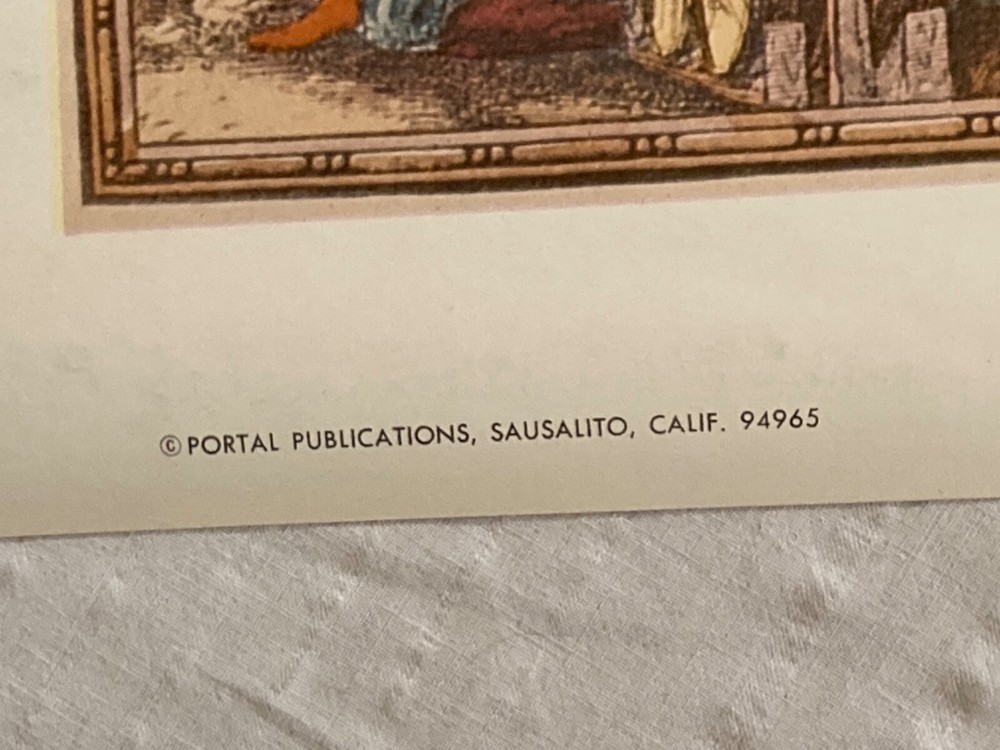 ©PORTAL PUBLICATIONS, SAUSALITO, CALIF. 94965